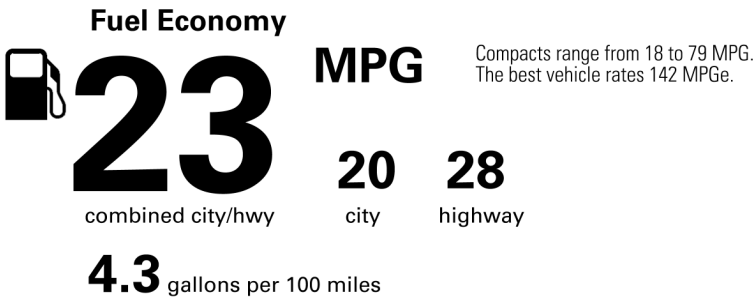 Fuel Economy
23 MPG
Compacts range from 18 to 79 MPG.
The best vehicle rates 142 MPGe.
20 28
combined city/hwy city highway
4.3 gallons per 100 miles